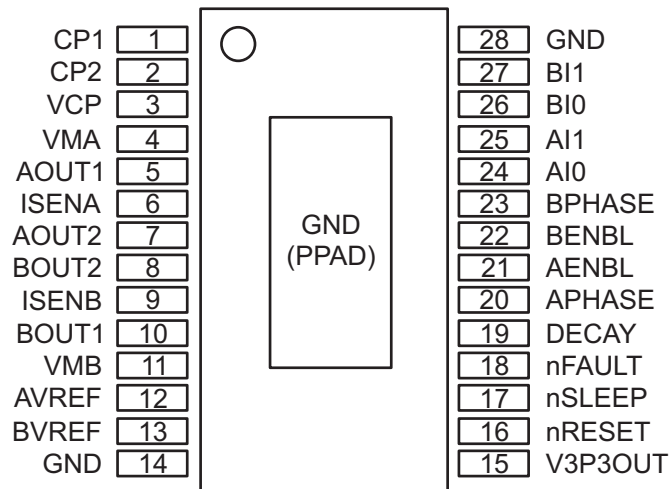 CP1 1 28 GND
CP2 2 27 BI1
VCP 3 26 BI0
VMA 4 25 AI1
AOUT1 5 24 AI0
ISENA 6 23 BPHASE
AOUT2 7 22 BENBL
BOUT2 8 21 AENBL
ISENB 9 20 APHASE
BOUT1 10 19 DECAY
VMB 11 18 nFAULT
AVREF 12 17 nSLEEP
BVREF 13 16 nRESET
GND 14 15 V3P3OUT
GND
(PPAD)